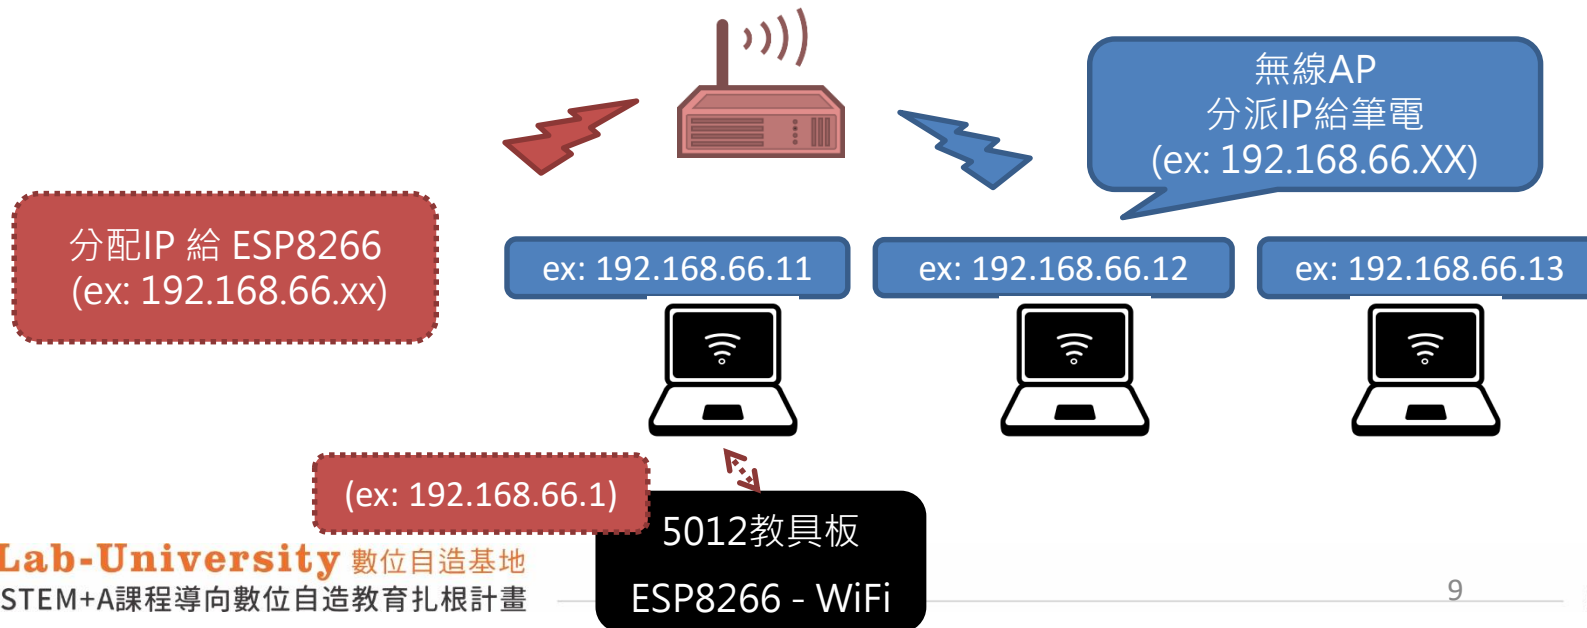 無線AP
分派IP給筆電
(ex: 192.168.66.XX)
分配IP 給 ESP8266
(ex: 192.168.66.xx)
ex: 192.168.66.11
ex: 192.168.66.12
ex: 192.168.66.13
(ex: 192.168.66.1)
5012教具板
ESP8266 - WiFi
Lab-University 數位自造基地
STEM+A課程導向數位自造教育扎根計畫
9